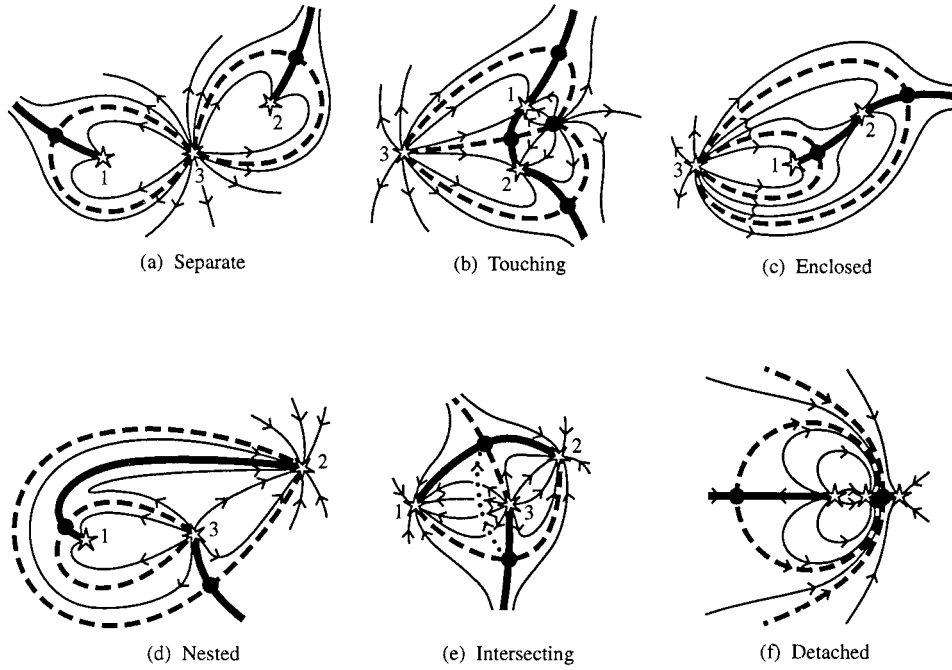 1
2
3
(a) Separate
1
2
3
(b) Touching
1
2
3
(c) Enclosed
1
2
3
(d) Nested
1
2
3
(e) Intersecting
(f) Detached